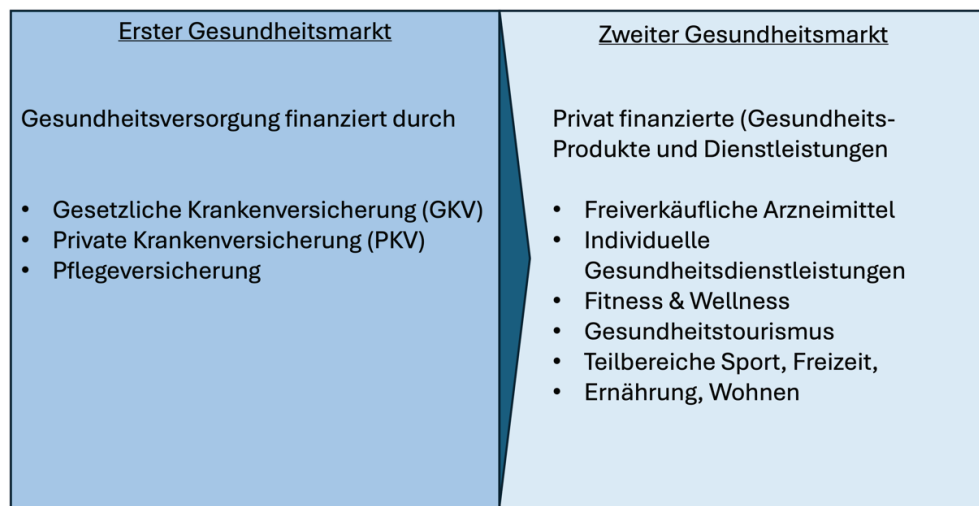 Erster Gesundheitsmarkt
Gesundheitsversorgung finanziert durch
• Gesetzliche Krankenversicherung (GKV)
• Private Krankenversicherung (PKV)
• Pflegeversicherung
Zweiter Gesundheitsmarkt
Privat finanzierte (Gesundheits-
Produkte und Dienstleistungen
• Freiverkäufliche Arzneimittel
• Individuelle
Gesundheitsdienstleistungen
• Fitness & Wellness
• Gesundheitstourismus
• Teilbereiche Sport, Freizeit,
• Ernährung, Wohnen